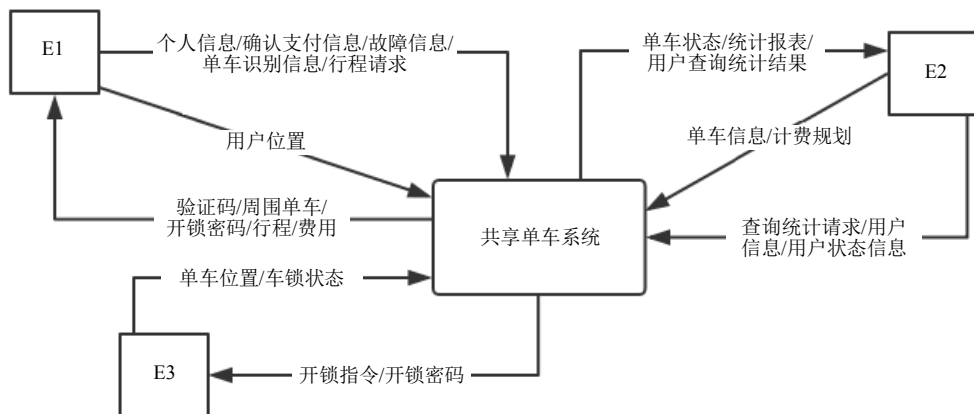 E1
个人信息/确认支付信息/故障信息/
单车识别信息/行程请求
单车状态/统计报表/
用户查询统计结果
E2
用户位置
单车信息/计费规划
验证码/周围单车/
开锁密码/行程/费用
共享单车系统
查询统计请求/用户
信息/用户状态信息
单车位置/车锁状态
E3
开锁指令/开锁密码